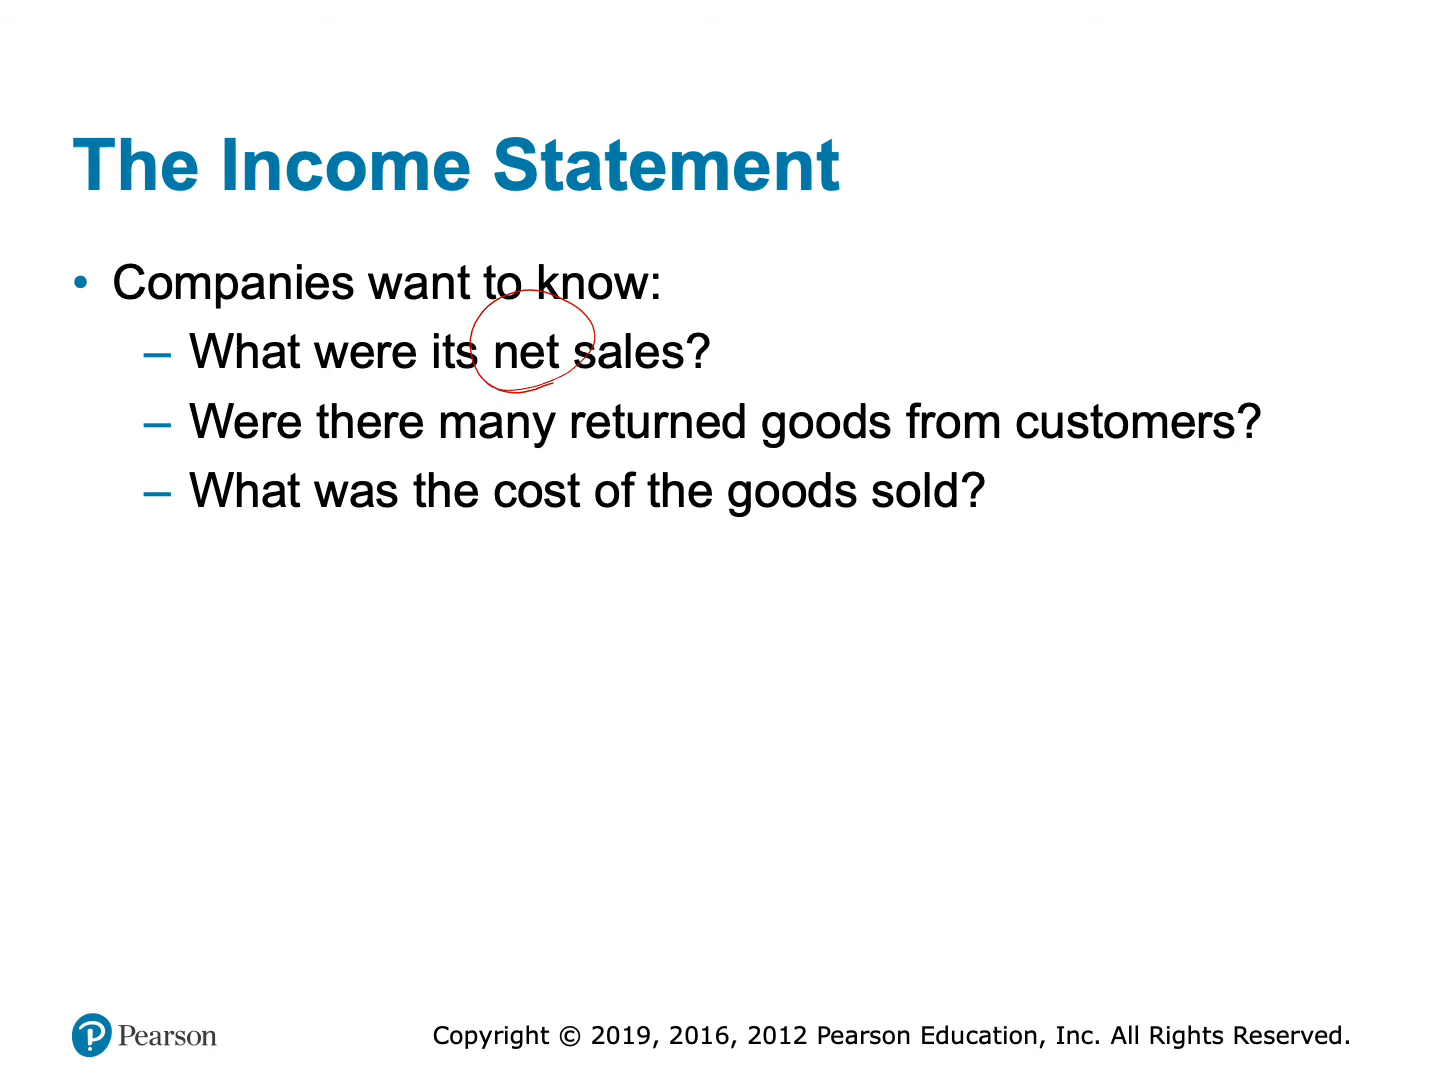 The Income Statement
• Companies want to know:
– What were its net sales?
– Were there many returned goods from customers?
– What was the cost of the goods sold?
Pearson
Copyright © 2019, 2016, 2012 Pearson Education, Inc. All Rights Reserved.